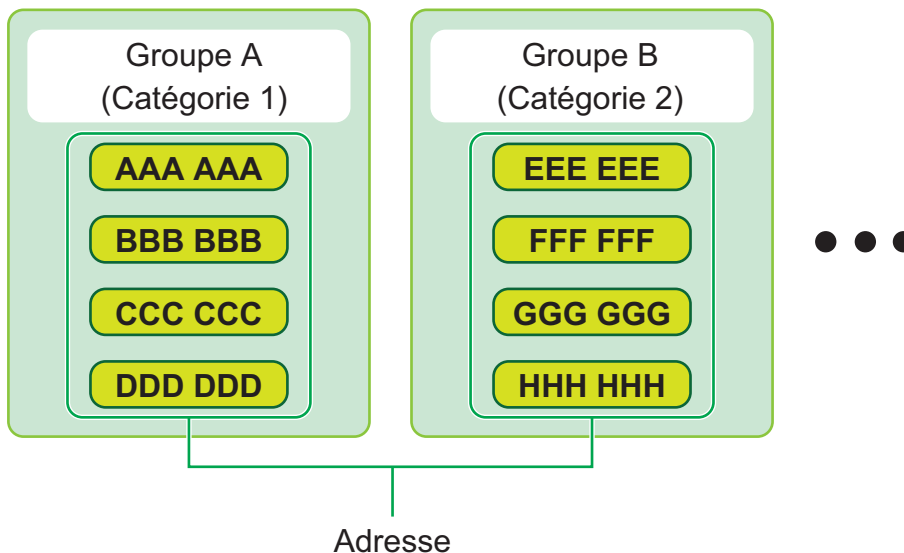 Groupe A
(Catégorie 1)
AAA AAA
BBB BBB
CCC CCC
DDD DDD
Groupe B
(Catégorie 2)
EEE EEE
FFF FFF
GGG GGG
HHH HHH
Adresse